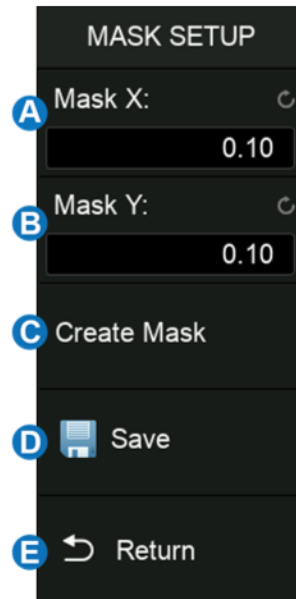 MASK SETUP
A Mask X:
0.10
B Mask Y:
0.10
C Create Mask
D Save
E Return